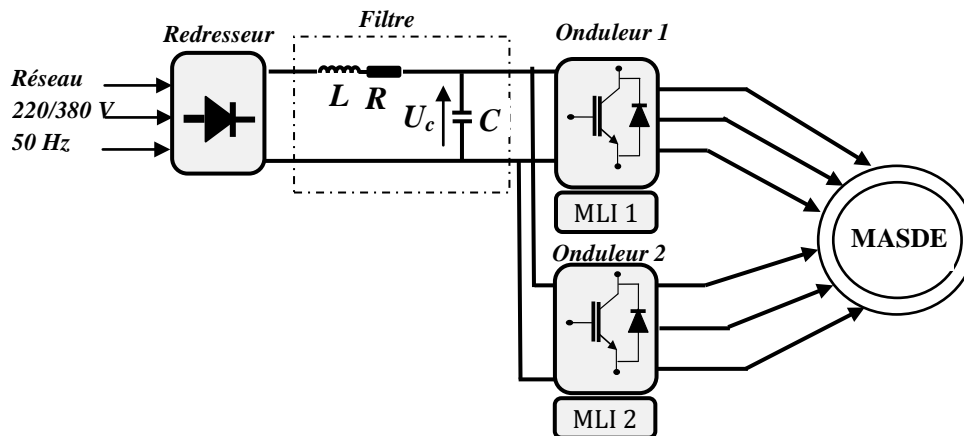 Filtre
Redresseur
Onduleur 1
Réseau
220/380 V
50 Hz
L R
U_c C
MLI 1
MASDE
Onduleur 2
MLI 2